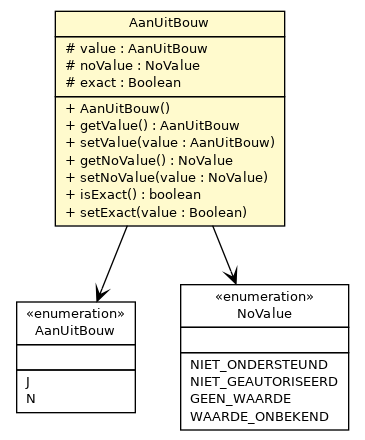 AanUitBouw
# value : AanUitBouw
# noValue : NoValue
# exact : Boolean
+ AanUitBouw()
+ getValue() : AanUitBouw
+ setValue(value : AanUitBouw)
+ getNoValue() : NoValue
+ setNoValue(value : NoValue)
+ isExact() : boolean
+ setExact(value : Boolean)
«enumeration»
AanUitBouw
J
N
«enumeration»
NoValue
NIET_ONDERSTEUND
NIET_GEAUTORISEERD
GEEN_WAARDE
WAARDE_ONBEKEND